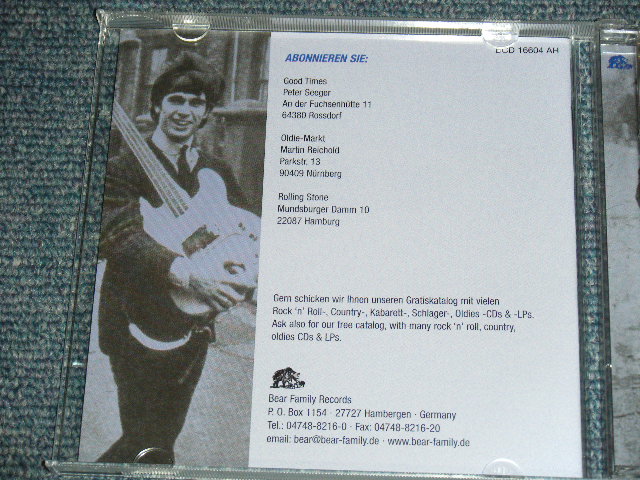 ABONNIEREN SIE:
BCD 16604 AH
Good Times
Peter Seeger
An der Fuchsenhütte 11
64380 Rossdorf
Oldie-Markt
Martin Reichold
Parkstr. 13
90409 Nürnberg
Rolling Stone
Mundsburger Damm 10
22087 Hamburg
Gern schicken wir Ihnen unseren Gratiskatalog mit vielen
Rock 'n' Roll-, Country-, Kabarett-, Schlager-, Oldies -CDs & -LPs.
Ask also for our free catalog, with many rock 'n' roll, country,
oldies CDs & LPs.
Bear Family Records
P. O. Box 1154 · 27727 Hambergen · Germany
Tel.: 04748-8216-0 · Fax: 04748-8216-20
email: bear@bear-family.de · www.bear-family.de